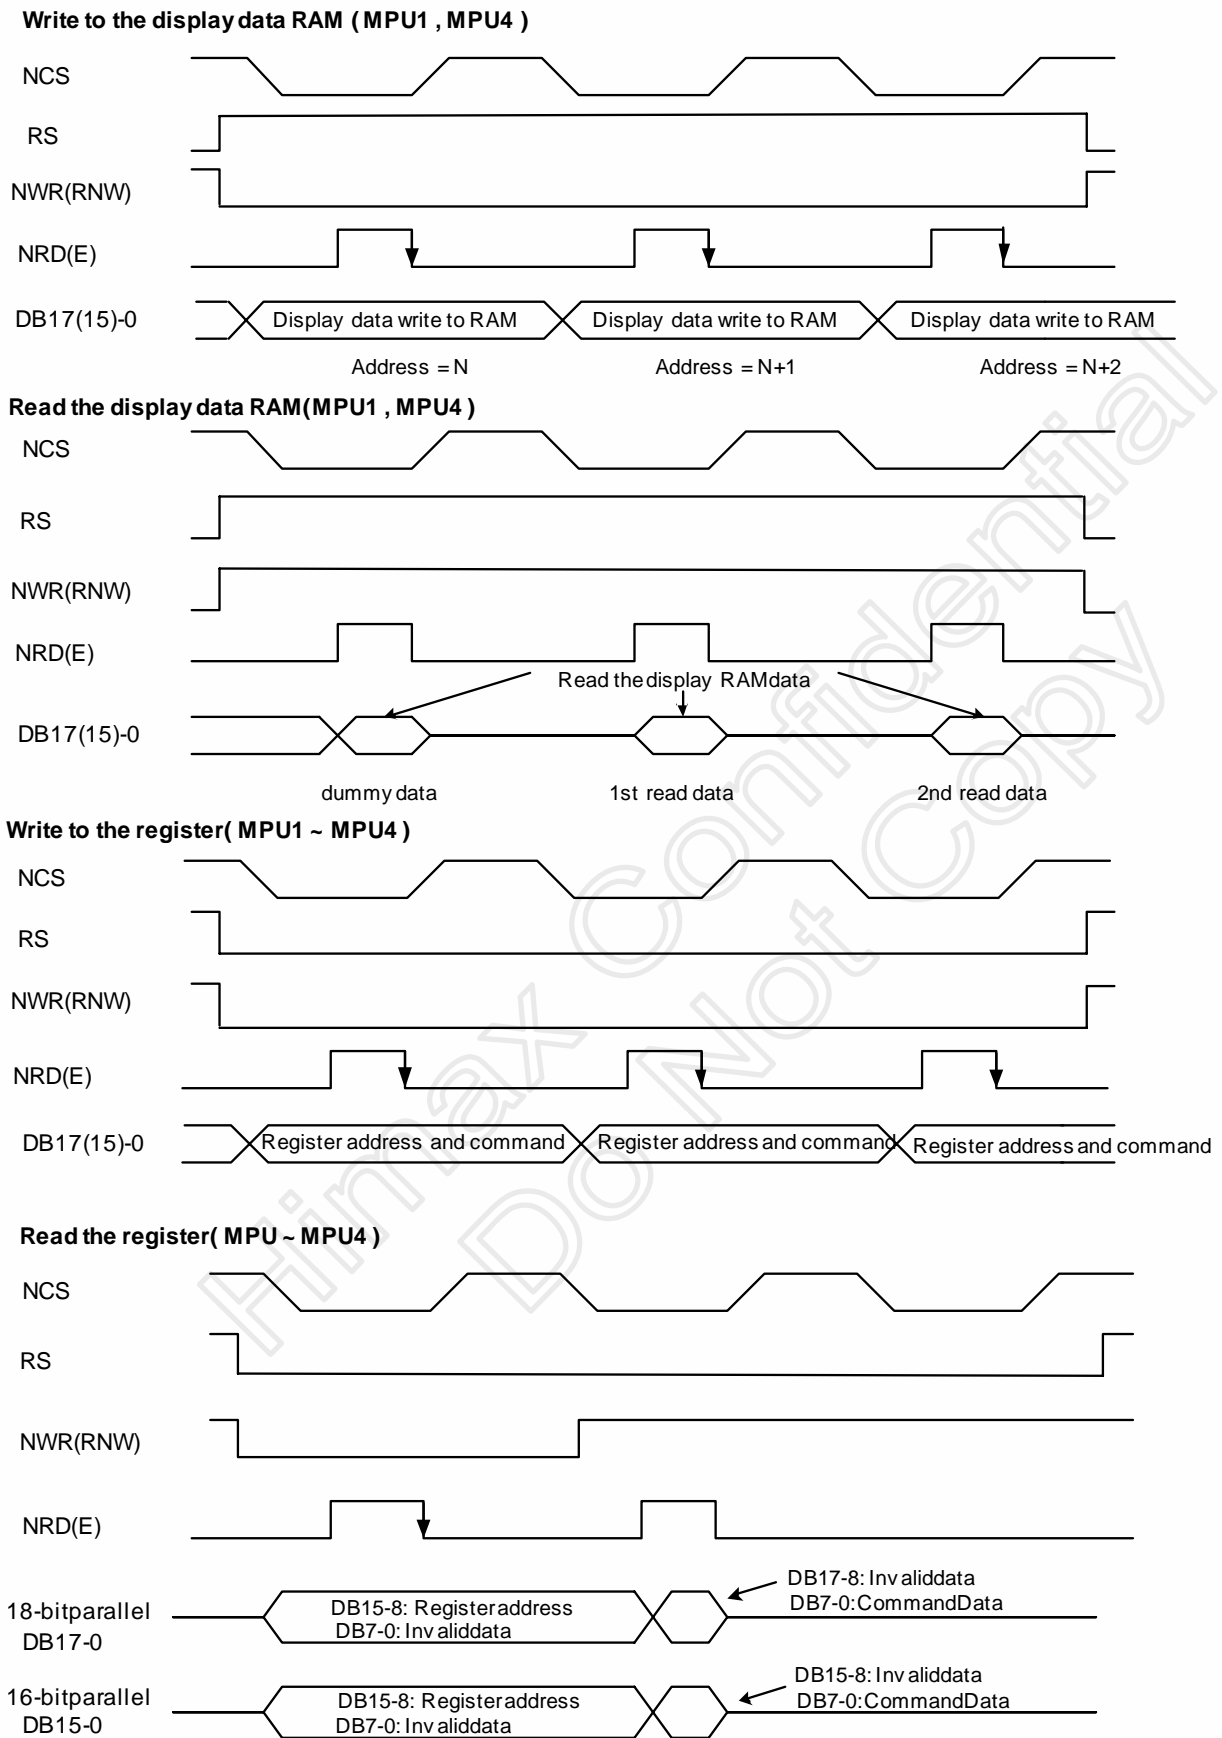 Write to the display data RAM ( MPU1 , MPU4 )
NCS
RS
NWR(RNW)
NRD(E)
DB17(15)-0
Display data write to RAM
Display data write to RAM
Display data write to RAM
Address = N
Address = N+1
Address = N+2
Read the display data RAM(MPU1 , MPU4 )
NCS
RS
NWR(RNW)
NRD(E)
Read the display RAMdata
DB17(15)-0
dummy data
1st read data
2nd read data
Write to the register( MPU1 ~ MPU4 )
NCS
RS
NWR(RNW)
NRD(E)
DB17(15)-0
Register address and command
Register address and command
Register address and command
Read the register( MPU ~ MPU4 )
NCS
RS
NWR(RNW)
NRD(E)
18-bitparallel
DB17-0
DB15-8: Registeraddress
DB7-0: Invaliddata
DB17-8: Invaliddata
DB7-0:CommandData
16-bitparallel
DB15-0
DB15-8: Registeraddress
DB7-0: Invaliddata
DB15-8: Invaliddata
DB7-0:CommandData
Himax Confidential
Do Not Copy